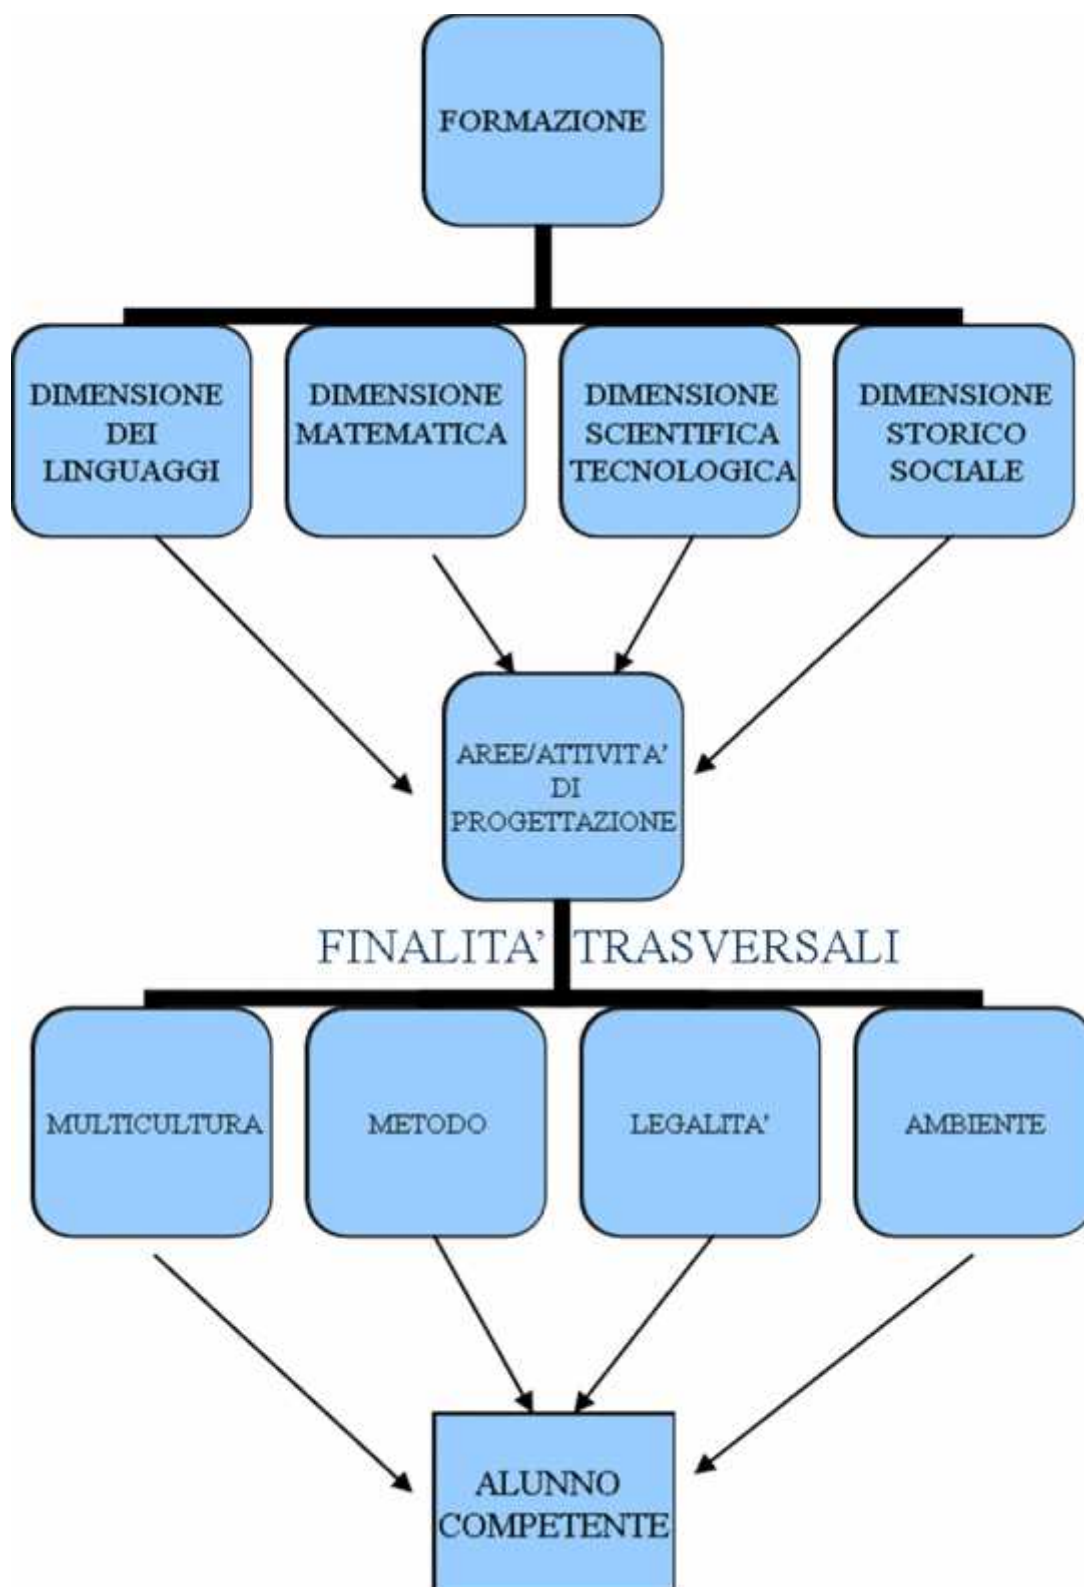 FORMAZIONE
DIMENSIONE
DEI
LINGUAGGI
DIMENSIONE
MATEMATICA
DIMENSIONE
SCIENTIFICA
TECNOLOGICA
DIMENSIONE
STORICO
SOCIALE
AREE/ATTIVITA'
DI
PROGETTAZIONE
FINALITA' TRASVERSALI
MULTICULTURA
METODO
LEGALITA'
AMBIENTE
ALUNNO
COMPETENTE